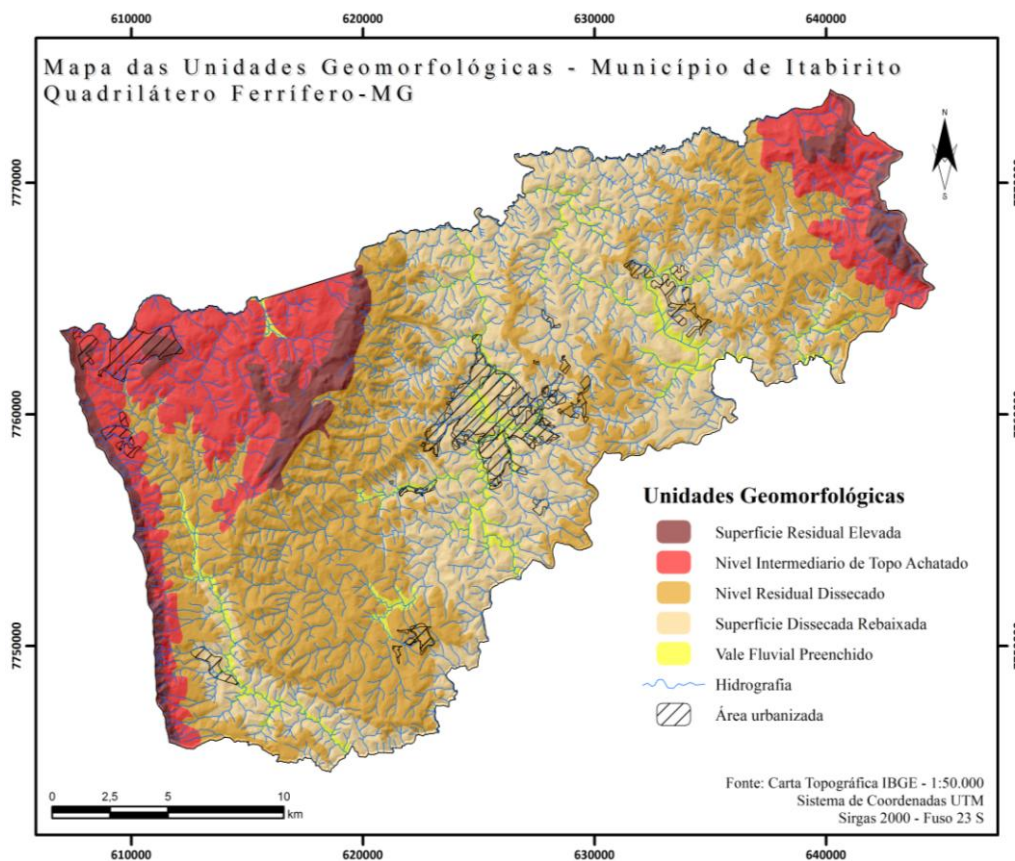 610000 620000 630000 640000
Mapa das Unidades Geomorfológicas - Município de Itabirito
Quadrilátero Ferrífero-MG
N
S
7770000
7760000
7750000
Unidades Geomorfológicas
Superfície Residual Elevada
Nivel Intermediario de Topo Achatado
Nivel Residual Dissecado
Superfície Dissecada Rebaixada
Vale Fluvial Preenchido
Hidrografia
Área urbanizada
Fonte: Carta Topográfica IBGE - 1:50.000
Sistema de Coordenadas UTM
Sirgas 2000 - Fuso 23 S
0 2,5 5 10
km
610000 620000 630000 640000